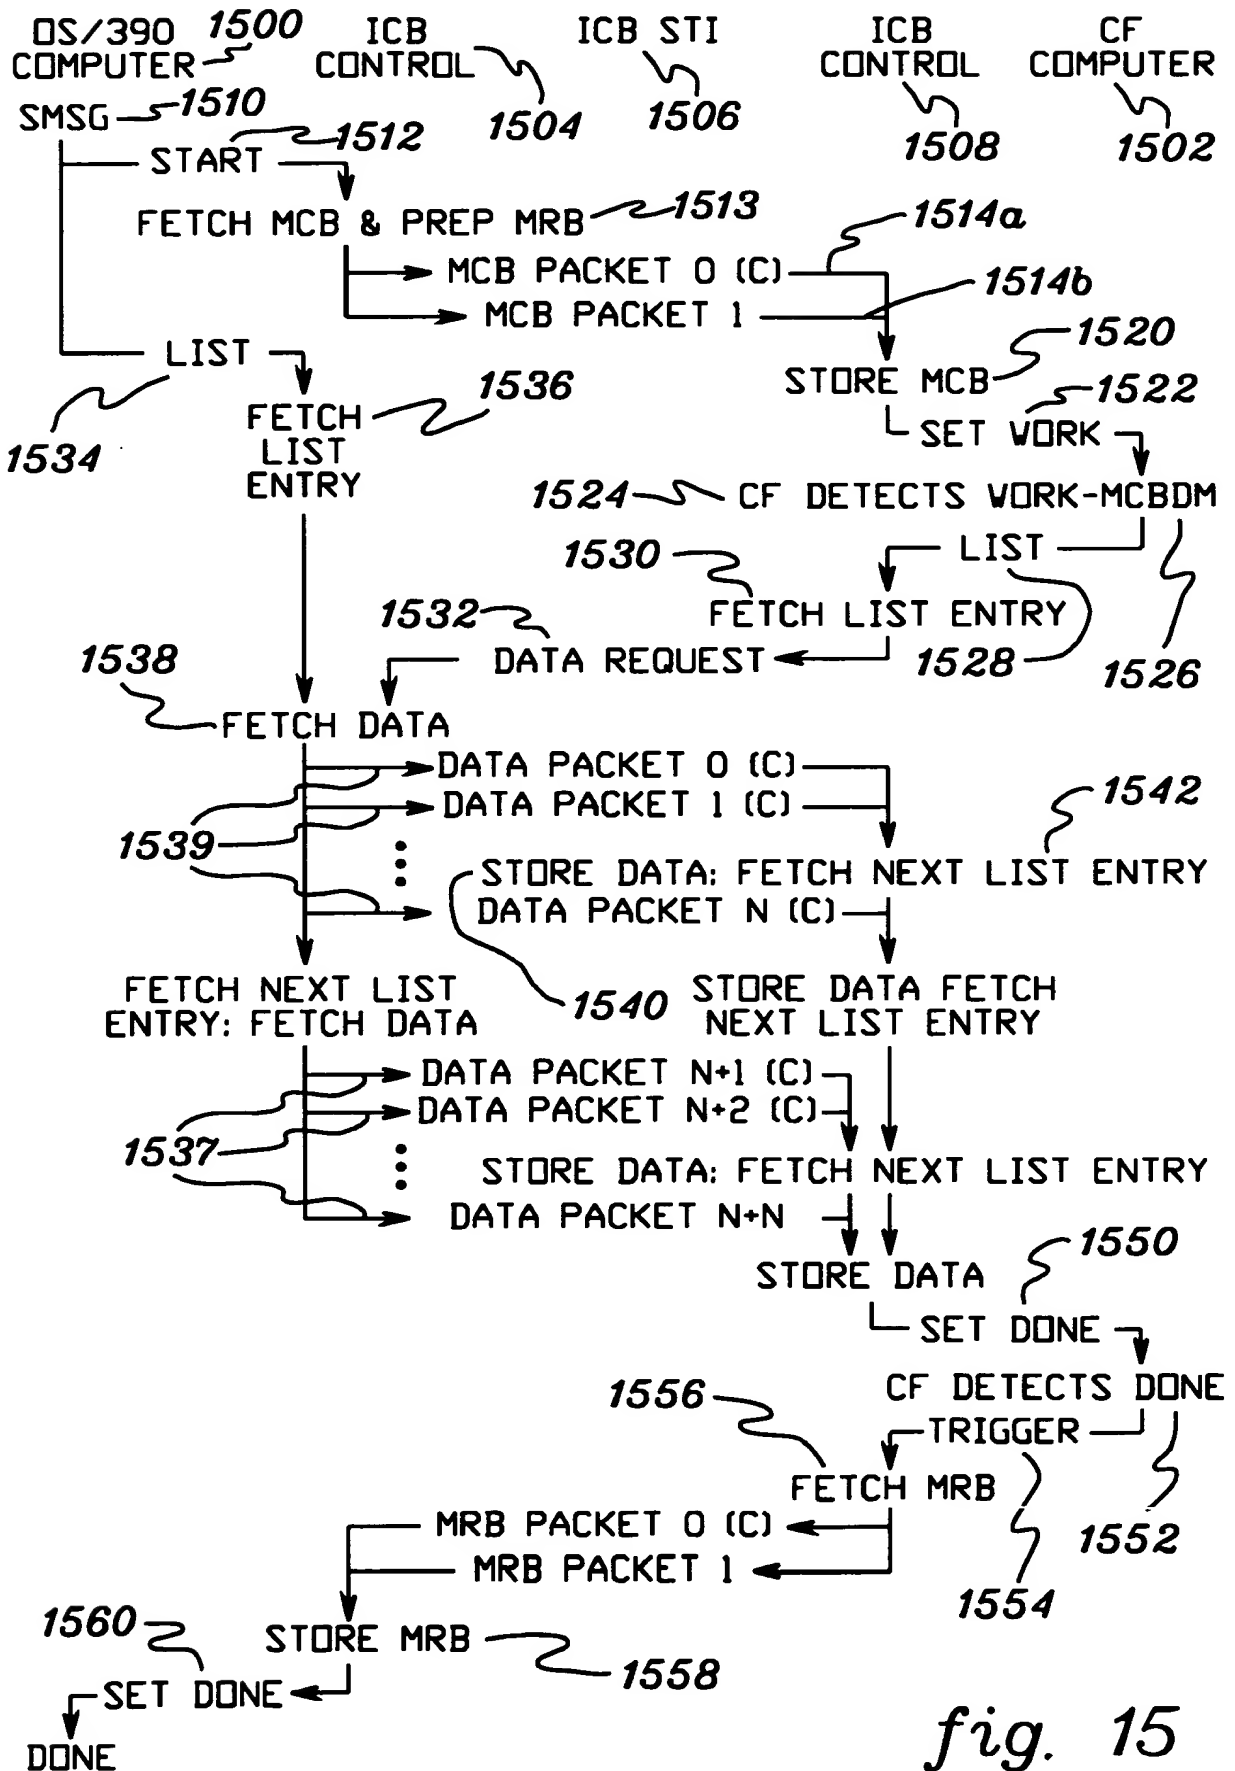 OS/390 1500 ICB ICB STI ICB CF
COMPUTER CONTROL CONTROL COMPUTER
SMSG 1510 1504 1506 1508 1502
1512
START
FETCH MCB & PREP MRB 1513
1514a
MCB PACKET 0 (C)
1514b
MCB PACKET 1
1520
LIST
STORE MCB
1536
1522
FETCH
LIST
ENTRY
SET WORK
1534
1524 CF DETECTS WORK-MCBDM
1530 LIST
1532 FETCH LIST ENTRY
1538 DATA REQUEST 1528 1526
FETCH DATA
DATA PACKET 0 (C)
1542
DATA PACKET 1 (C)
1539
STORE DATA: FETCH NEXT LIST ENTRY
DATA PACKET N (C)
FETCH NEXT LIST
ENTRY: FETCH DATA
1540
STORE DATA FETCH
NEXT LIST ENTRY
DATA PACKET N+1 (C)
DATA PACKET N+2 (C)
1537
STORE DATA: FETCH NEXT LIST ENTRY
DATA PACKET N+N
1550
STORE DATA
SET DONE
CF DETECTS DONE
1556
TRIGGER
FETCH MRB
MRB PACKET 0 (C)
1552
MRB PACKET 1
1554
1560
STORE MRB
1558
SET DONE
DONE
fig. 15